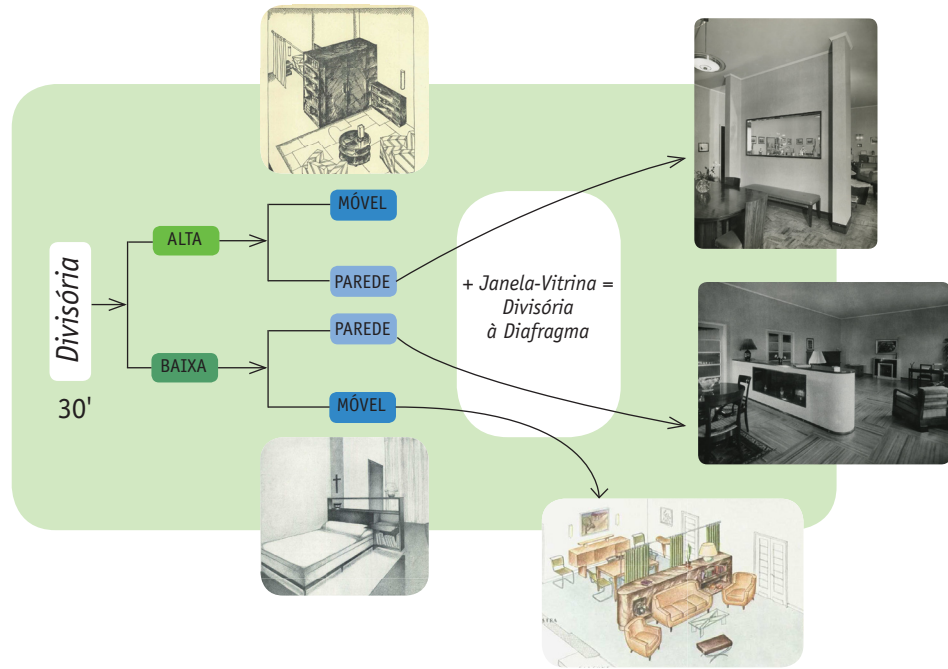 Divisória
30'
ALTA
BAIXA
MÓVEL
PAREDE
PAREDE
MÓVEL
+ Janela-Vitrina =
Divisória
à Diafragma